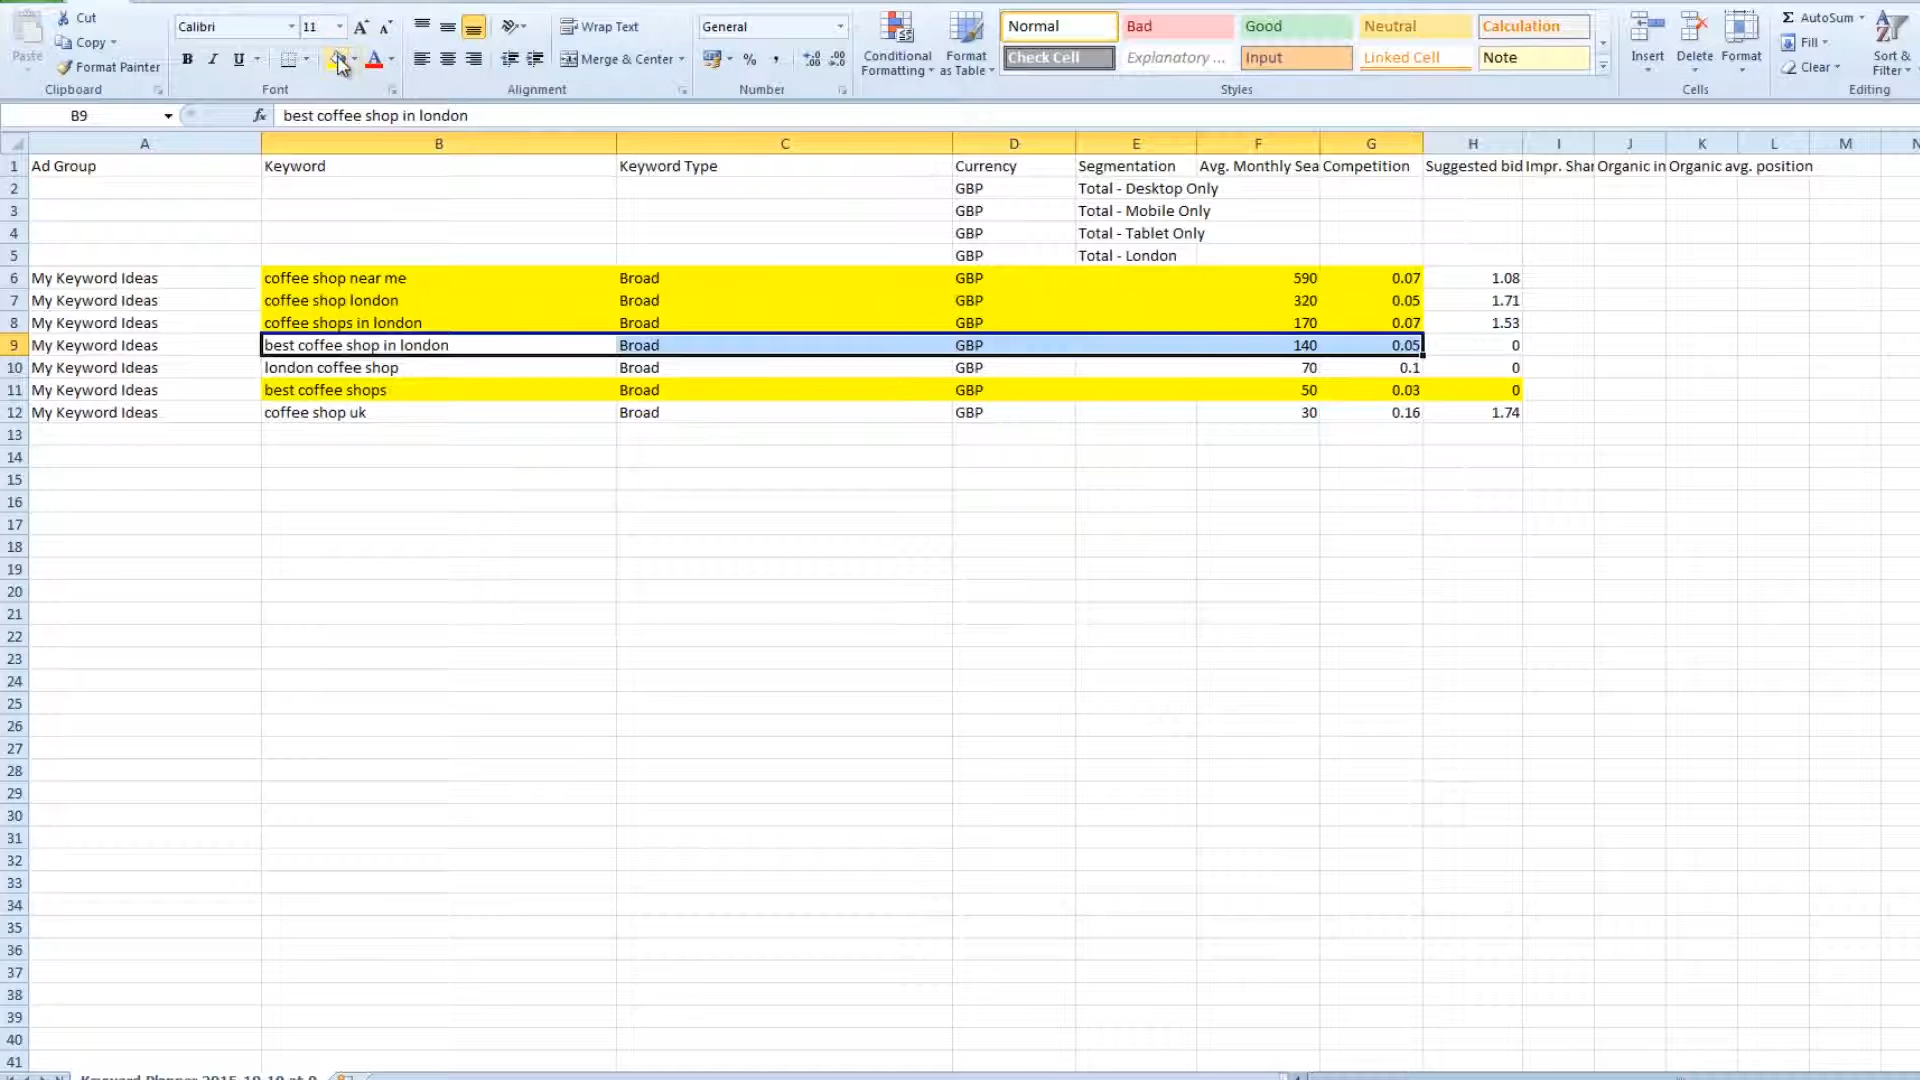 Cut
Copy
Paste
Format Painter
Clipboard
Calibri 11
B I U
Font
Wrap Text
Merge & Center
Alignment
General
%
Number
Conditional Formatting
Format as Table
Normal Bad Good Neutral Calculation
Check Cell Explanatory ... Input Linked Cell Note
Styles
Insert Delete Format
Cells
Σ AutoSum
Fill
Clear
Sort & Filter
Editing
B9 fx best coffee shop in london
A B C D E F G H I J K L M N
1 Ad Group Keyword Keyword Type Currency Segmentation Avg. Monthly Sea Competition Suggested bid Impr. Shar Organic in Organic avg. position
2 GBP Total - Desktop Only
3 GBP Total - Mobile Only
4 GBP Total - Tablet Only
5 GBP Total - London
6 My Keyword Ideas coffee shop near me Broad GBP 590 0.07 1.08
7 My Keyword Ideas coffee shop london Broad GBP 320 0.05 1.71
8 My Keyword Ideas coffee shops in london Broad GBP 170 0.07 1.53
9 My Keyword Ideas best coffee shop in london Broad GBP 140 0.05 0
10 My Keyword Ideas london coffee shop Broad GBP 70 0.1 0
11 My Keyword Ideas best coffee shops Broad GBP 50 0.03 0
12 My Keyword Ideas coffee shop uk Broad GBP 30 0.16 1.74
13
14
15
16
17
18
19
20
21
22
23
24
25
26
27
28
29
30
31
32
33
34
35
36
37
38
39
40
41
Keyword Planner